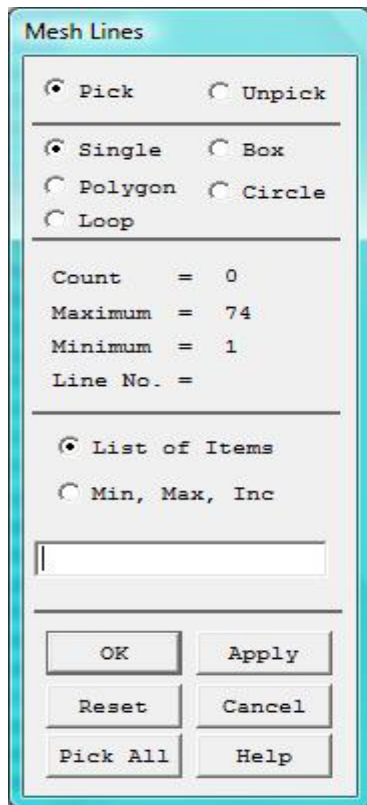 Mesh Lines
Pick Unpick
Single Box
Polygon Circle
Loop
Count = 0
Maximum = 74
Minimum = 1
Line No. =
List of Items
Min, Max, Inc
OK Apply
Reset Cancel
Pick All Help